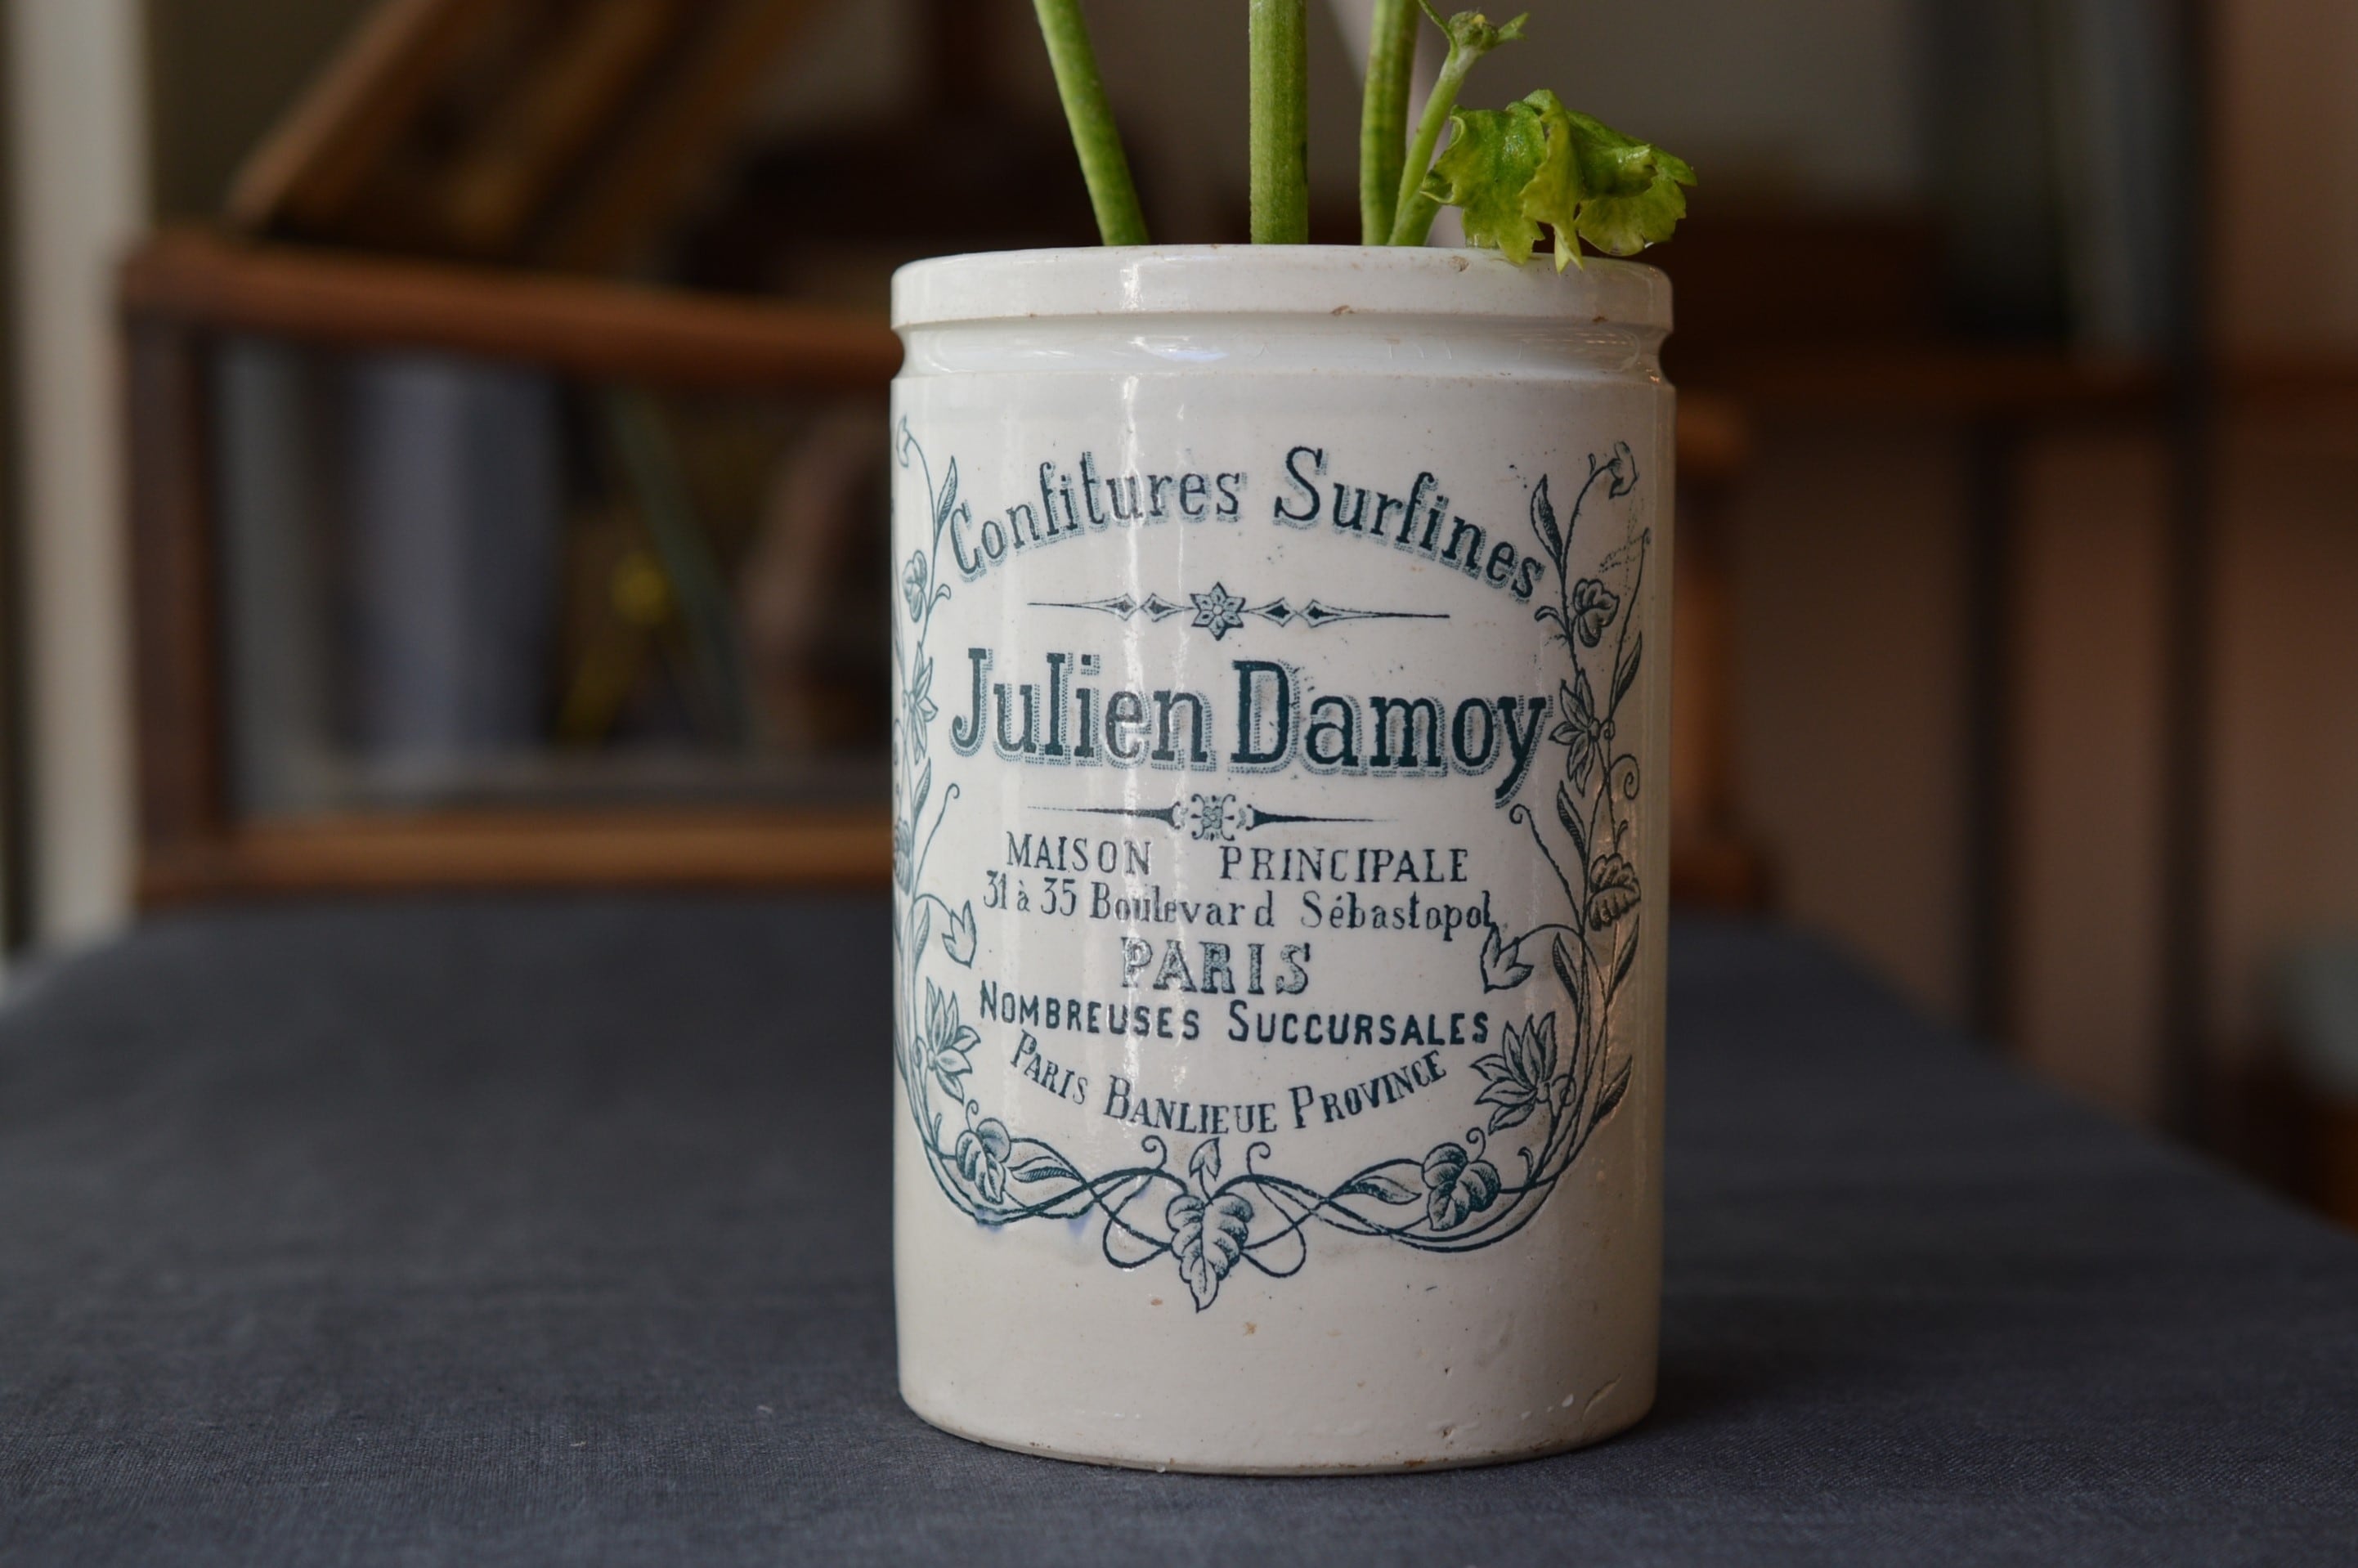 Confitures Surfines
Julien Damoy
MAISON PRINCIPALE
31 à 35 Boulevard Sébastopol
PARIS
NOMBREUSES SUCCURSALES
PARIS BANLIEUE PROVINCE